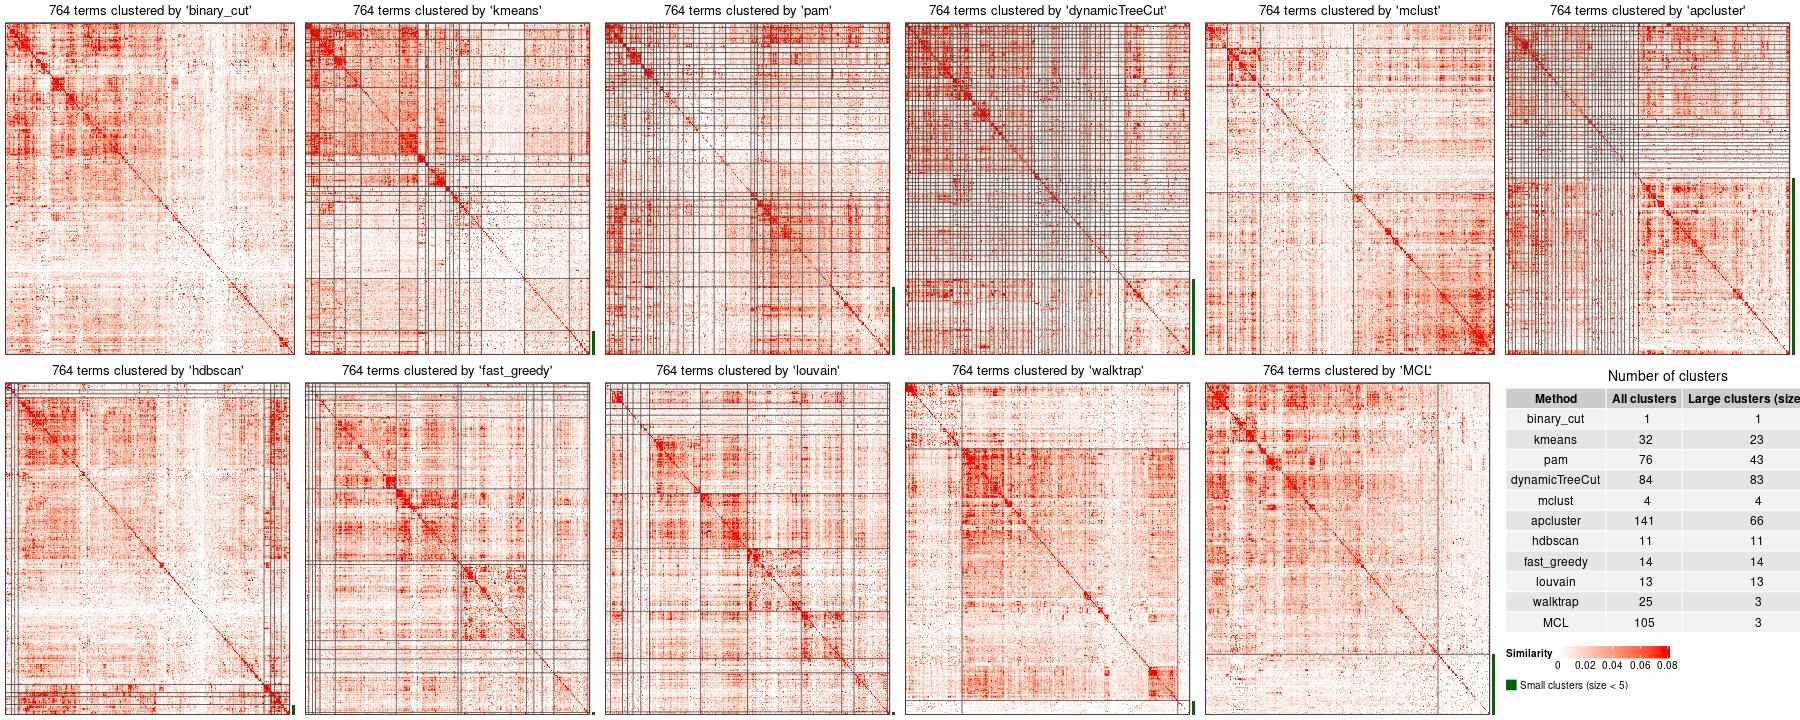 764 terms clustered by 'binary_cut'
764 terms clustered by 'kmeans'
764 terms clustered by 'pam'
764 terms clustered by 'dynamicTreeCut'
764 terms clustered by 'mclust'
764 terms clustered by 'apcluster'
764 terms clustered by 'hdbscan'
764 terms clustered by 'fast_greedy'
764 terms clustered by 'louvain'
764 terms clustered by 'walktrap'
764 terms clustered by 'MCL'
Number of clusters
Method All clusters Large clusters (size
binary_cut 1 1
kmeans 32 23
pam 76 43
dynamicTreeCut 84 83
mclust 4 4
apcluster 141 66
hdbscan 11 11
fast_greedy 14 14
louvain 13 13
walktrap 25 3
MCL 105 3
Similarity
0 0.02 0.04 0.06 0.08
Small clusters (size < 5)